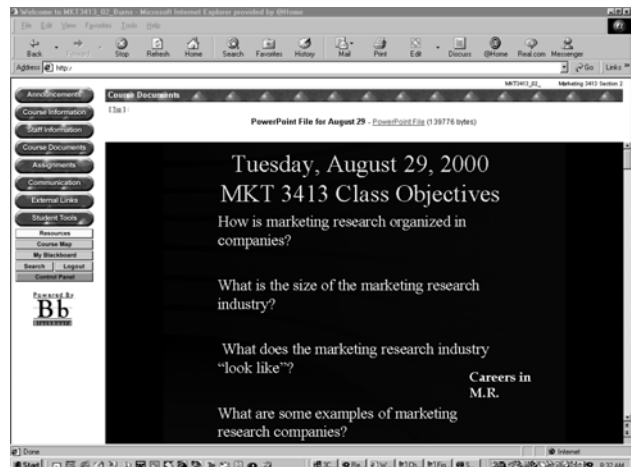 Welcome to MKT3413_02_Burns - Microsoft Internet Explorer provided by @Home
File Edit View Favorites Tools Help
Back Forward Stop Refresh Home Search Favorites History Mail Print Edit Discuss @Home Real.com Messenger
Address http:/ Go Links »
MKT3413_02_ Marketing 3413 Section 2
Announcements
Course Documents
[Top] :
Course Information
PowerPoint File for August 29 - PowerPoint File (139776 bytes)
Staff Information
Course Documents
Assignments
Communication
External Links
Student Tools
Resources
Course Map
My Blackboard
Search Logout
Control Panel
Powered By
Bb
Blackboard
Tuesday, August 29, 2000
MKT 3413 Class Objectives
How is marketing research organized in
companies?
What is the size of the marketing research
industry?
What does the marketing research industry
“look like”?
Careers in
M.R.
What are some examples of marketing
research companies?
Done Internet
Start 8:32 AM